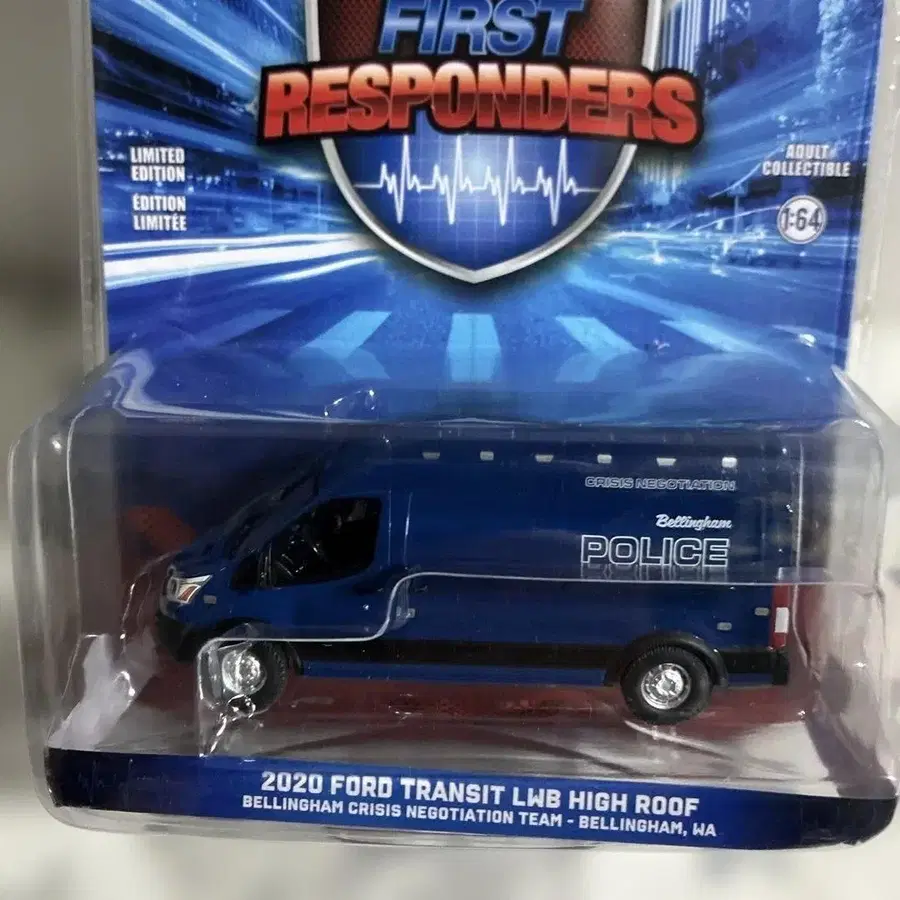 FIRST
RESPONDERS
LIMITED
EDITION
ÉDITION
LIMITÉE
ADULT
COLLECTIBLE
1:64
CRISIS NEGOTIATION
Bellingham
POLICE
2020 FORD TRANSIT LWB HIGH ROOF
BELLINGHAM CRISIS NEGOTIATION TEAM - BELLINGHAM, WA